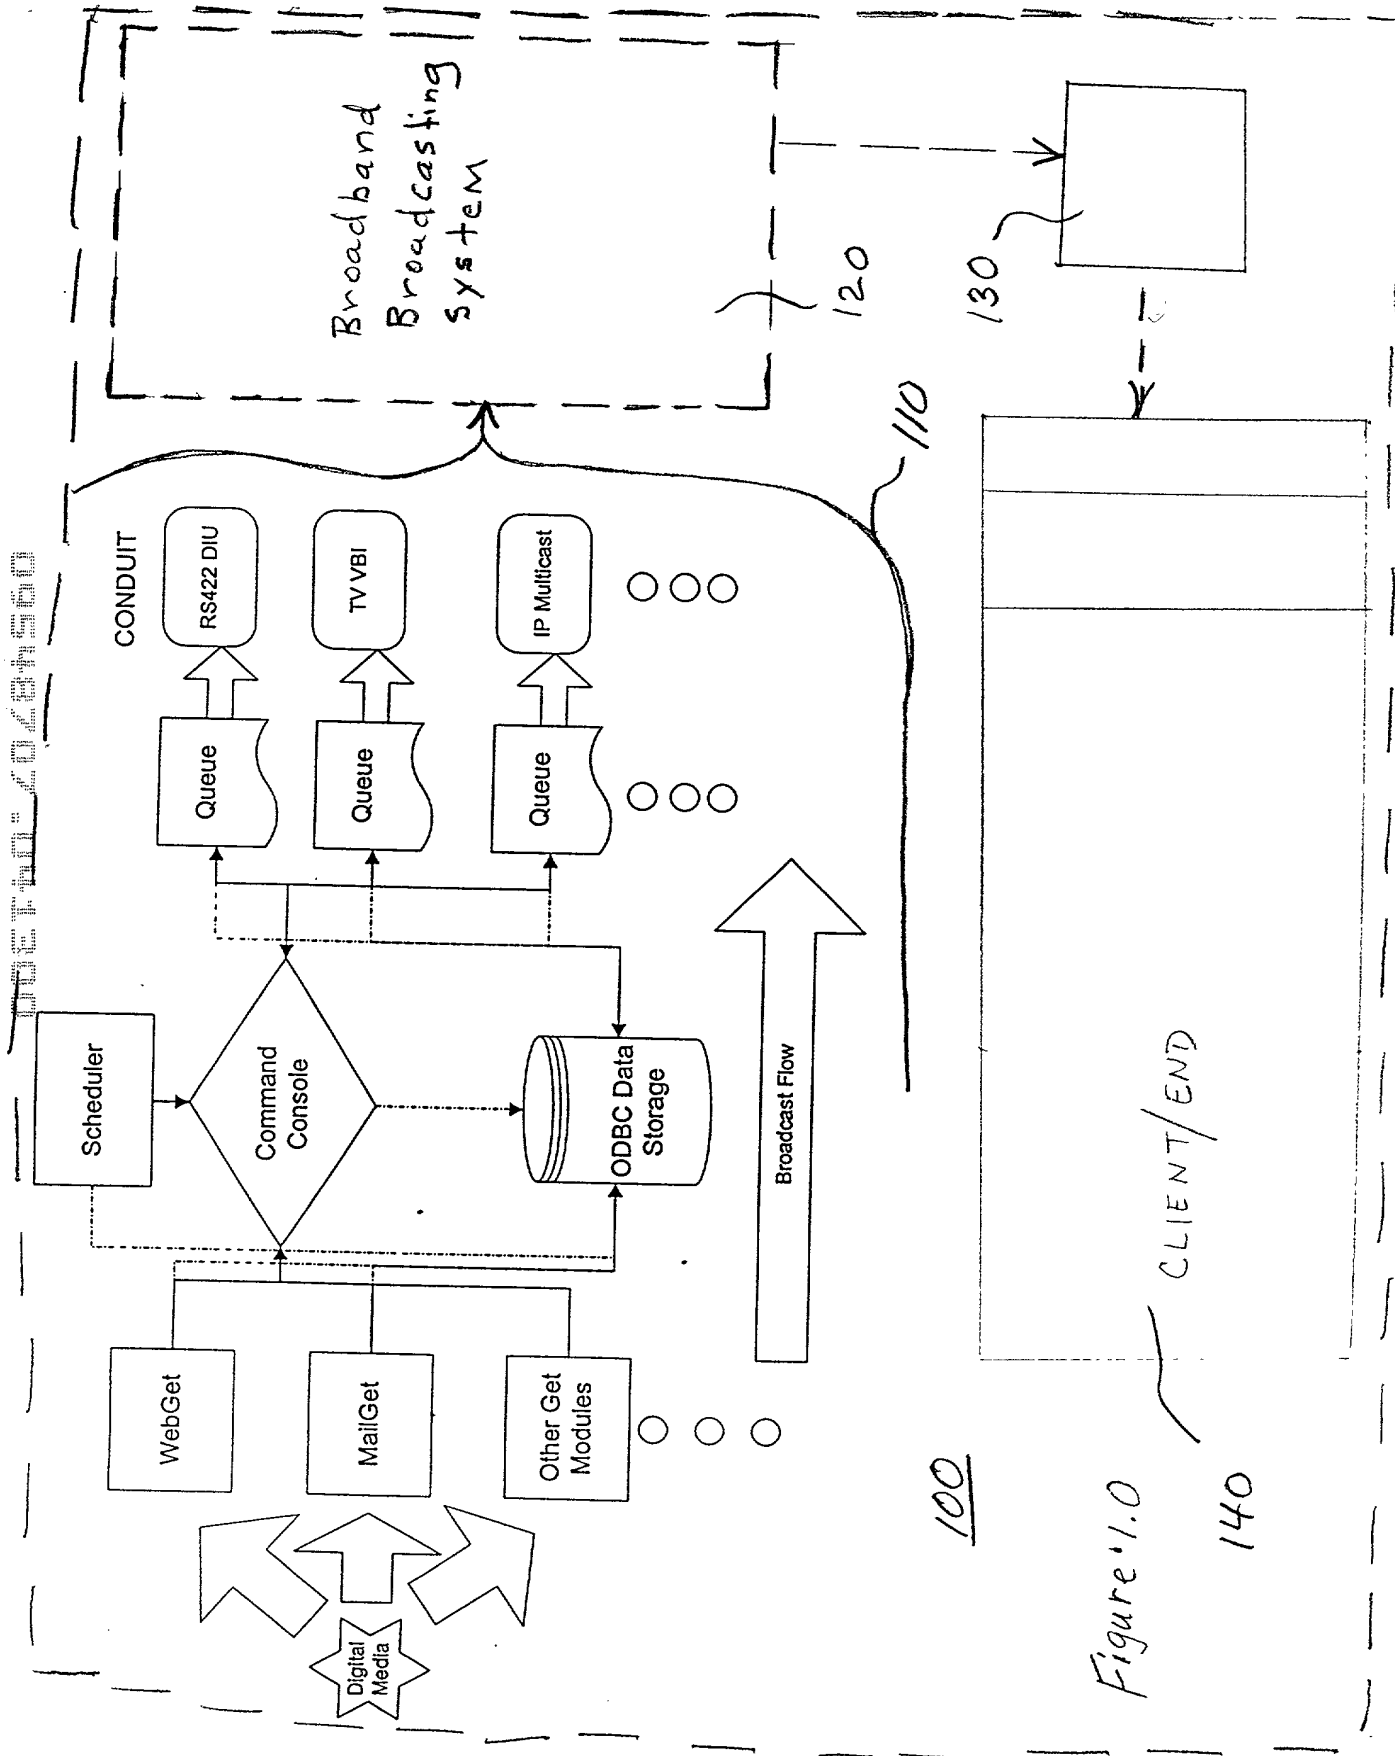 CONDUIT
RS422 DIU
TV VBI
IP Multicast
Queue
Queue
Queue
Scheduler
Command
Console
ODBC Data
Storage
WebGet
MailGet
Other Get
Modules
Digital
Media
Broadcast Flow
Broadband
Broadcasting
System
120
130
110
CLIENT/END
100
Figure 1.0
140